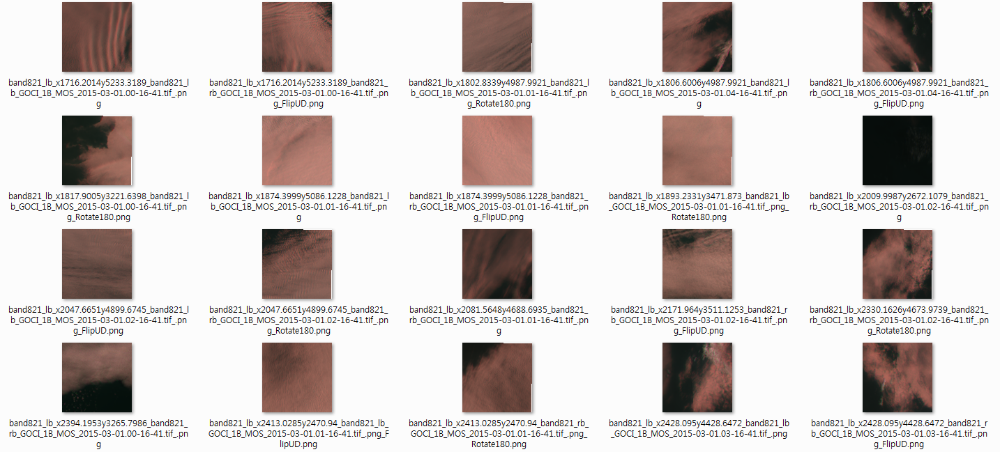 band821_lb_x1716.2014y5233.3189_band821_l
b_GOCI_1B_MOS_2015-03-01.00-16-41.tif_.pn
g
band821_lb_x1716.2014y5233.3189_band821_
rb_GOCI_1B_MOS_2015-03-01.00-16-41.tif_.pn
g_FlipUD.png
band821_lb_x1802.8339y4987.9921_band821_l
b_GOCI_1B_MOS_2015-03-01.01-16-41.tif_.pn
g_Rotate180.png
band821_lb_x1806.6006y4987.9921_band821_l
b_GOCI_1B_MOS_2015-03-01.04-16-41.tif_.pn
g
band821_lb_x1806.6006y4987.9921_band821_
rb_GOCI_1B_MOS_2015-03-01.04-16-41.tif_.pn
g_FlipUD.png
band821_lb_x1817.9005y3221.6398_band821_l
b_GOCI_1B_MOS_2015-03-01.00-16-41.tif_.pn
g_Rotate180.png
band821_lb_x1874.3999y5086.1228_band821_l
b_GOCI_1B_MOS_2015-03-01.01-16-41.tif_.pn
g
band821_lb_x1874.3999y5086.1228_band821_
rb_GOCI_1B_MOS_2015-03-01.01-16-41.tif_.pn
g_FlipUD.png
band821_lb_x1893.2331y3471.873_band821_lb
_GOCI_1B_MOS_2015-03-01.01-16-41.tif_.png_
Rotate180.png
band821_lb_x2009.9987y2672.1079_band821_
rb_GOCI_1B_MOS_2015-03-01.02-16-41.tif_.pn
g
band821_lb_x2047.6651y4899.6745_band821_l
b_GOCI_1B_MOS_2015-03-01.02-16-41.tif_.pn
g_FlipUD.png
band821_lb_x2047.6651y4899.6745_band821_
rb_GOCI_1B_MOS_2015-03-01.02-16-41.tif_.pn
g_Rotate180.png
band821_lb_x2081.5648y4688.6935_band821_
rb_GOCI_1B_MOS_2015-03-01.01-16-41.tif_.pn
g
band821_lb_x2171.964y3511.1253_band821_r
b_GOCI_1B_MOS_2015-03-01.02-16-41.tif_.pn
g_FlipUD.png
band821_lb_x2330.1626y4673.9739_band821_
rb_GOCI_1B_MOS_2015-03-01.02-16-41.tif_.pn
g_Rotate180.png
band821_lb_x2394.1953y3265.7986_band821_
rb_GOCI_1B_MOS_2015-03-01.00-16-41.tif_.pn
g
band821_lb_x2413.0285y2470.94_band821_lb_
GOCI_1B_MOS_2015-03-01.01-16-41.tif_.png_F
lipUD.png
band821_lb_x2413.0285y2470.94_band821_rb_
GOCI_1B_MOS_2015-03-01.01-16-41.tif_.png_
Rotate180.png
band821_lb_x2428.095y4428.6472_band821_lb
_GOCI_1B_MOS_2015-03-01.03-16-41.tif_.png
band821_lb_x2428.095y4428.6472_band821_r
b_GOCI_1B_MOS_2015-03-01.03-16-41.tif_.pn
g_FlipUD.png